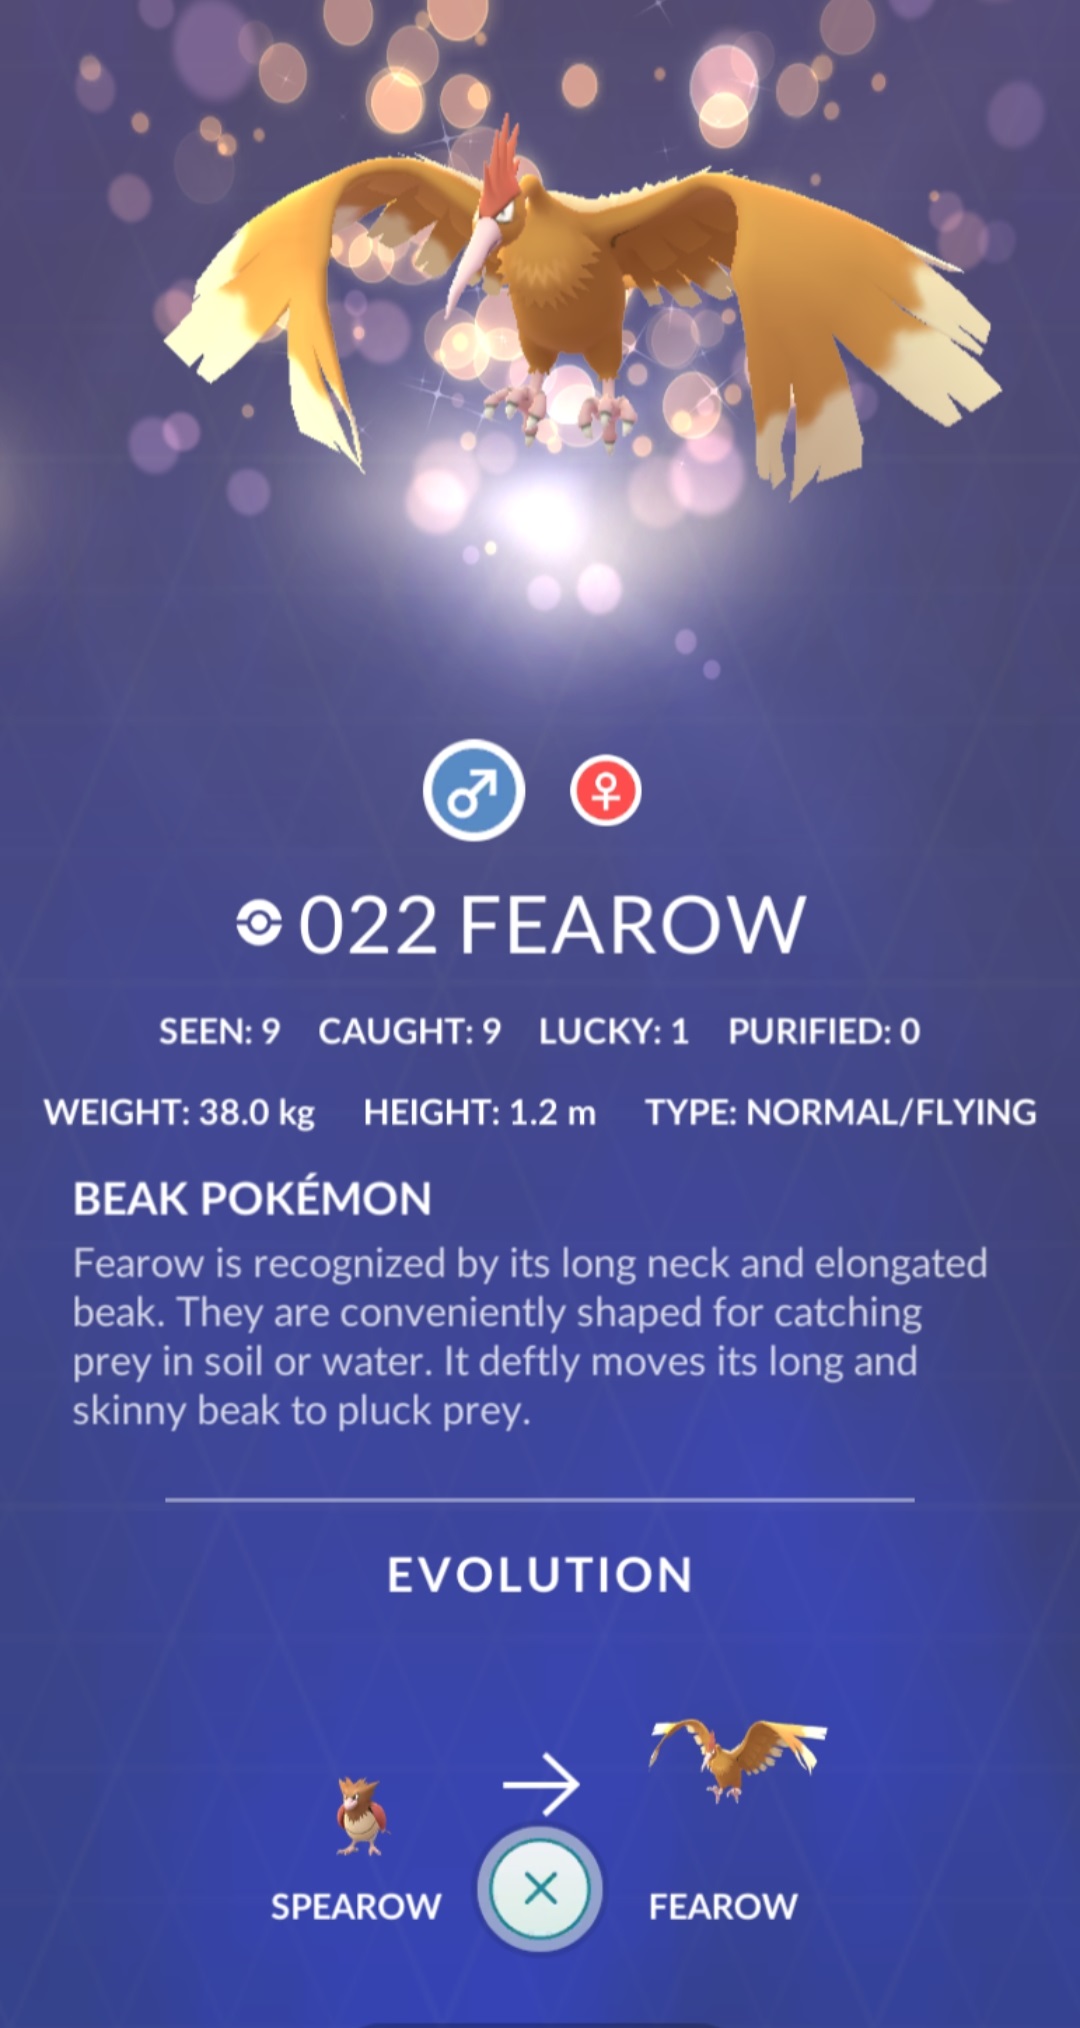 022 FEAROW
SEEN: 9 CAUGHT: 9 LUCKY: 1 PURIFIED: 0
WEIGHT: 38.0 kg HEIGHT: 1.2 m TYPE: NORMAL/FLYING
BEAK POKÉMON
Fearow is recognized by its long neck and elongated
beak. They are conveniently shaped for catching
prey in soil or water. It deftly moves its long and
skinny beak to pluck prey.
EVOLUTION
SPEAROW FEAROW